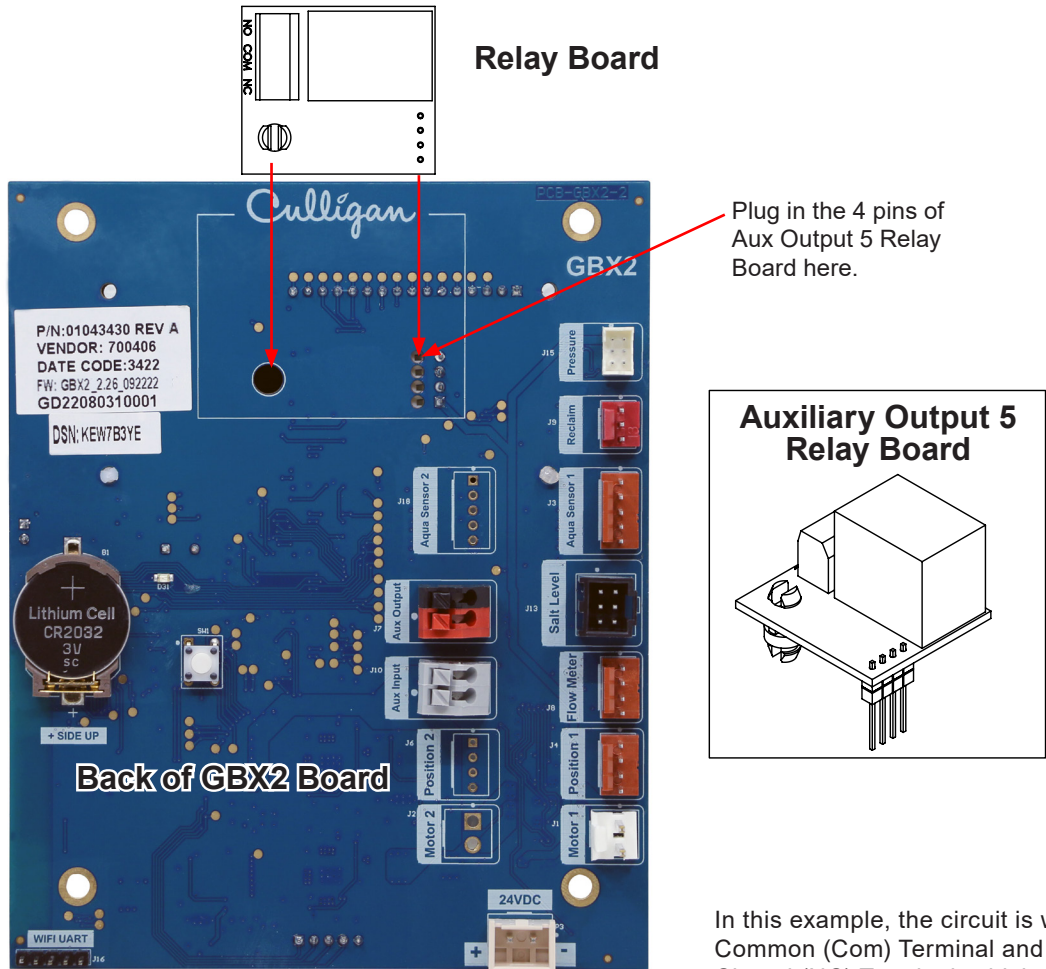 NO COM NC
Relay Board
Culligan
PCB-GBX2-2
GBX2
Plug in the 4 pins of
Aux Output 5 Relay
Board here.
P/N:01043430 REV A
VENDOR: 700406
DATE CODE:3422
FW: GBX2_2.26_092222
GD22080310001
DSN: KEW7B3YE
J15
Pressure
J9
Reclaim
J18
Aqua Sensor 2
J3
Aqua Sensor 1
Auxiliary Output 5
Relay Board
B1
D31
Lithium Cell
CR2032
3V
SC
+ SIDE UP
SW1
J7
Aux Output
J13
Salt Level
J10
Aux Input
J8
Flow Meter
J6
Position 2
J4
Position 1
Back of GBX2 Board
J2
Motor 2
J1
Motor 1
24VDC
+
-
WIFI UART
J16
In this example, the circuit is
Common (Com) Terminal and